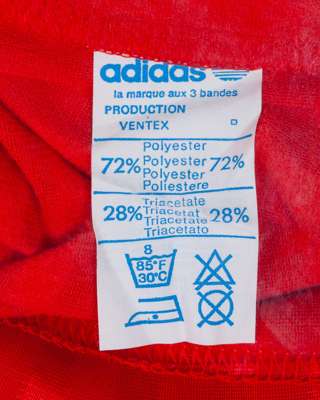 adidas
la marque aux 3 bandes
PRODUCTION
VENTEX
Polyester
72% Polyester 72%
Polyester
Poliestere
Triacetate
28% Triacetat 28%
Triacetate
Triacetato
8
85°F
30°C